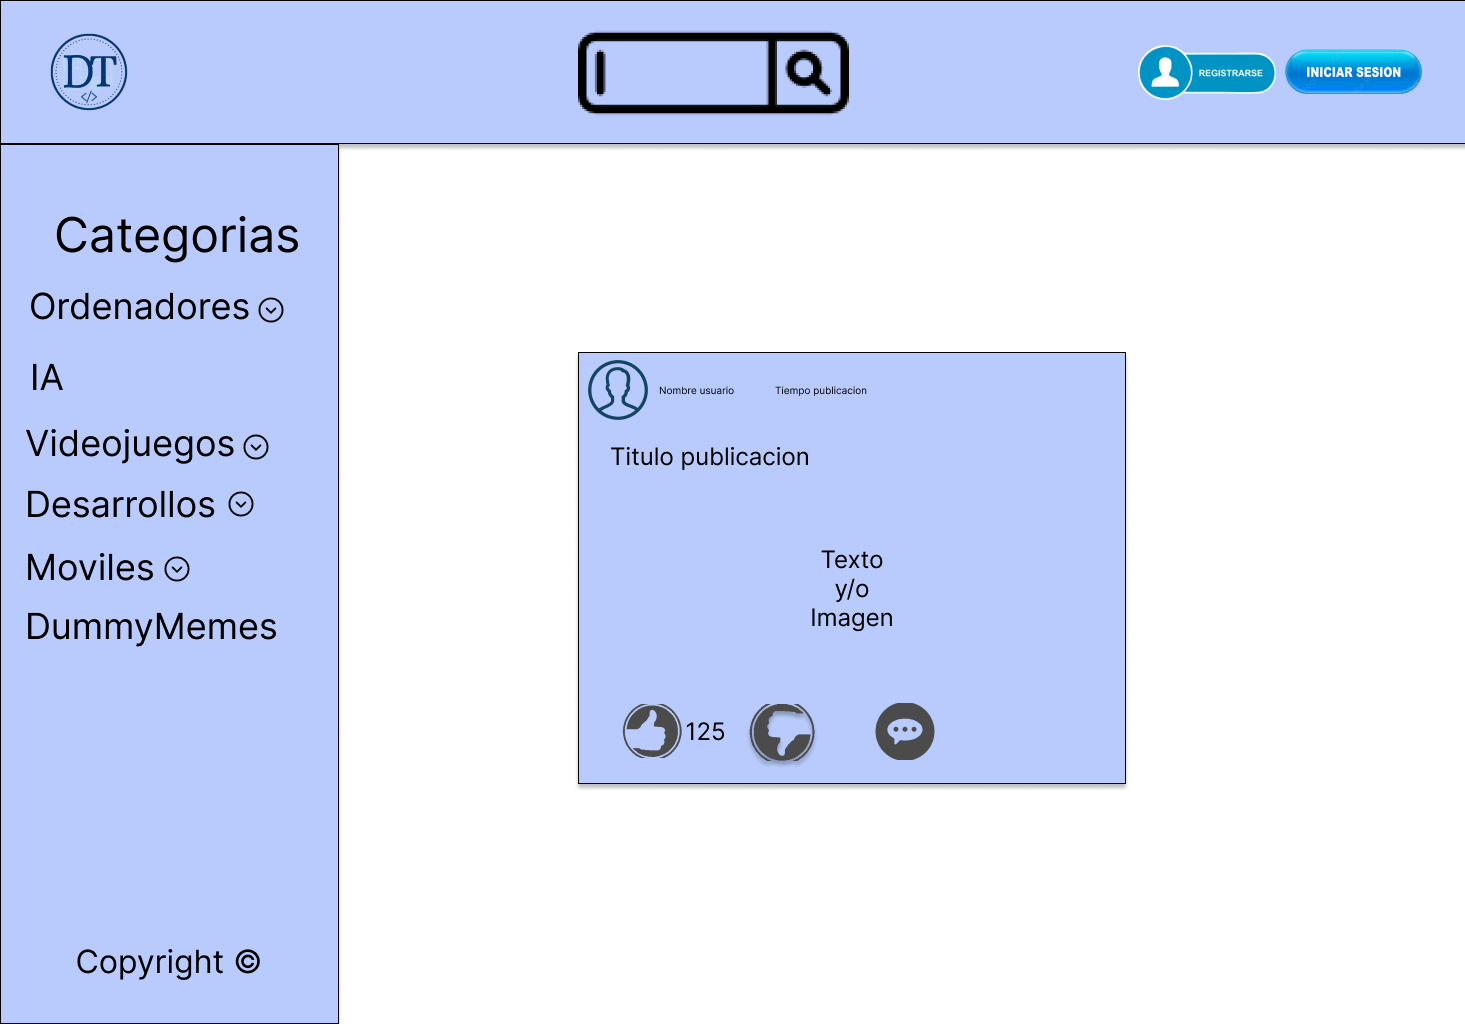 DT
</>
REGISTRARSE
INICIAR SESION
Categorias
Ordenadores
IA
Videojuegos
Desarrollos
Moviles
DummyMemes
Copyright ©
Nombre usuario Tiempo publicacion
Titulo publicacion
Texto
y/o
Imagen
125